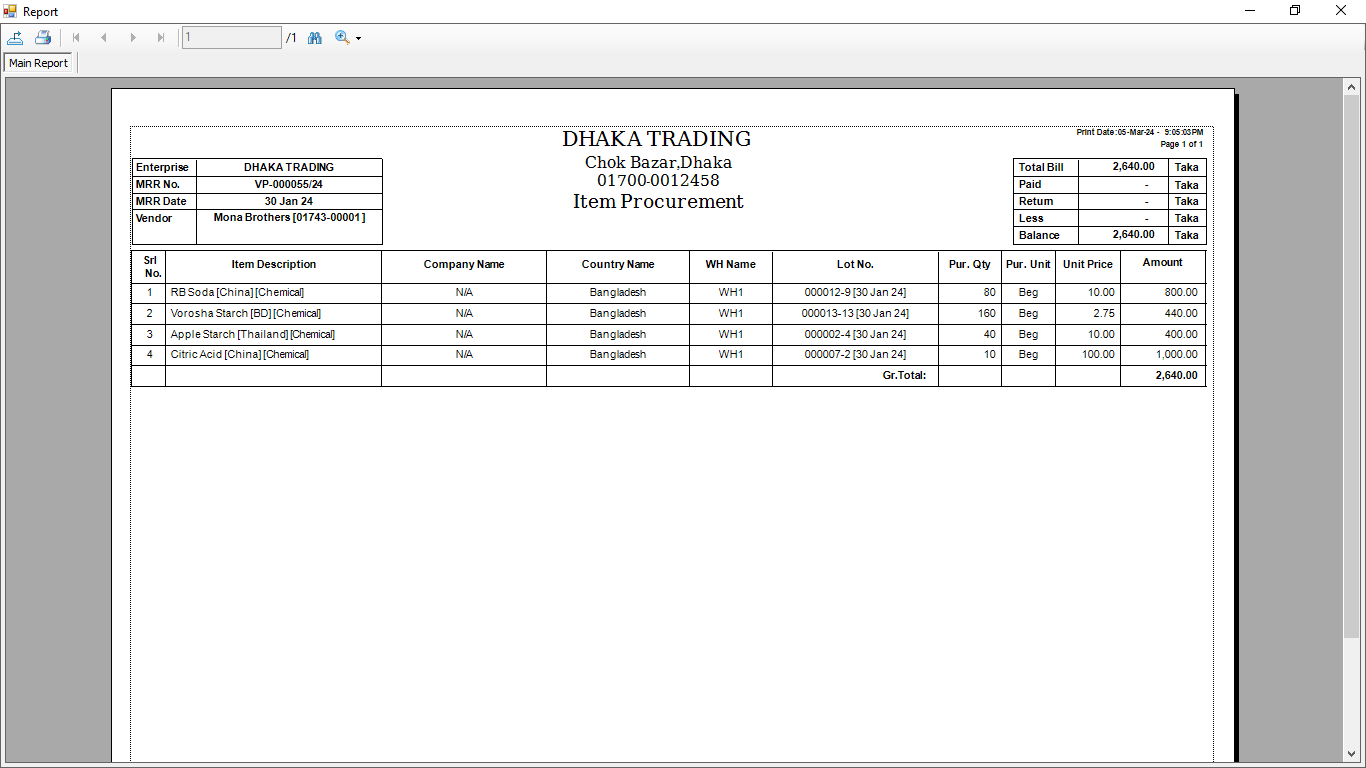 Report
1 /1
Main Report
Print Date:05-Mar-24 - 9:05:03PM
Page 1 of 1
DHAKA TRADING
Chok Bazar,Dhaka
01700-0012458
Item Procurement
Enterprise DHAKA TRADING
MRR No. VP-000055/24
MRR Date 30 Jan 24
Vendor Mona Brothers [01743-00001]
Total Bill 2,640.00 Taka
Paid - Taka
Return - Taka
Less - Taka
Balance 2,640.00 Taka
Srl No. Item Description Company Name Country Name WH Name Lot No. Pur. Qty Pur. Unit Unit Price Amount
1 RB Soda [China] [Chemical] N/A Bangladesh WH1 000012-9 [30 Jan 24] 80 Beg 10.00 800.00
2 Vorosha Starch [BD] [Chemical] N/A Bangladesh WH1 000013-13 [30 Jan 24] 160 Beg 2.75 440.00
3 Apple Starch [Thailand] [Chemical] N/A Bangladesh WH1 000002-4 [30 Jan 24] 40 Beg 10.00 400.00
4 Citric Acid [China] [Chemical] N/A Bangladesh WH1 000007-2 [30 Jan 24] 10 Beg 100.00 1,000.00
Gr.Total: 2,640.00